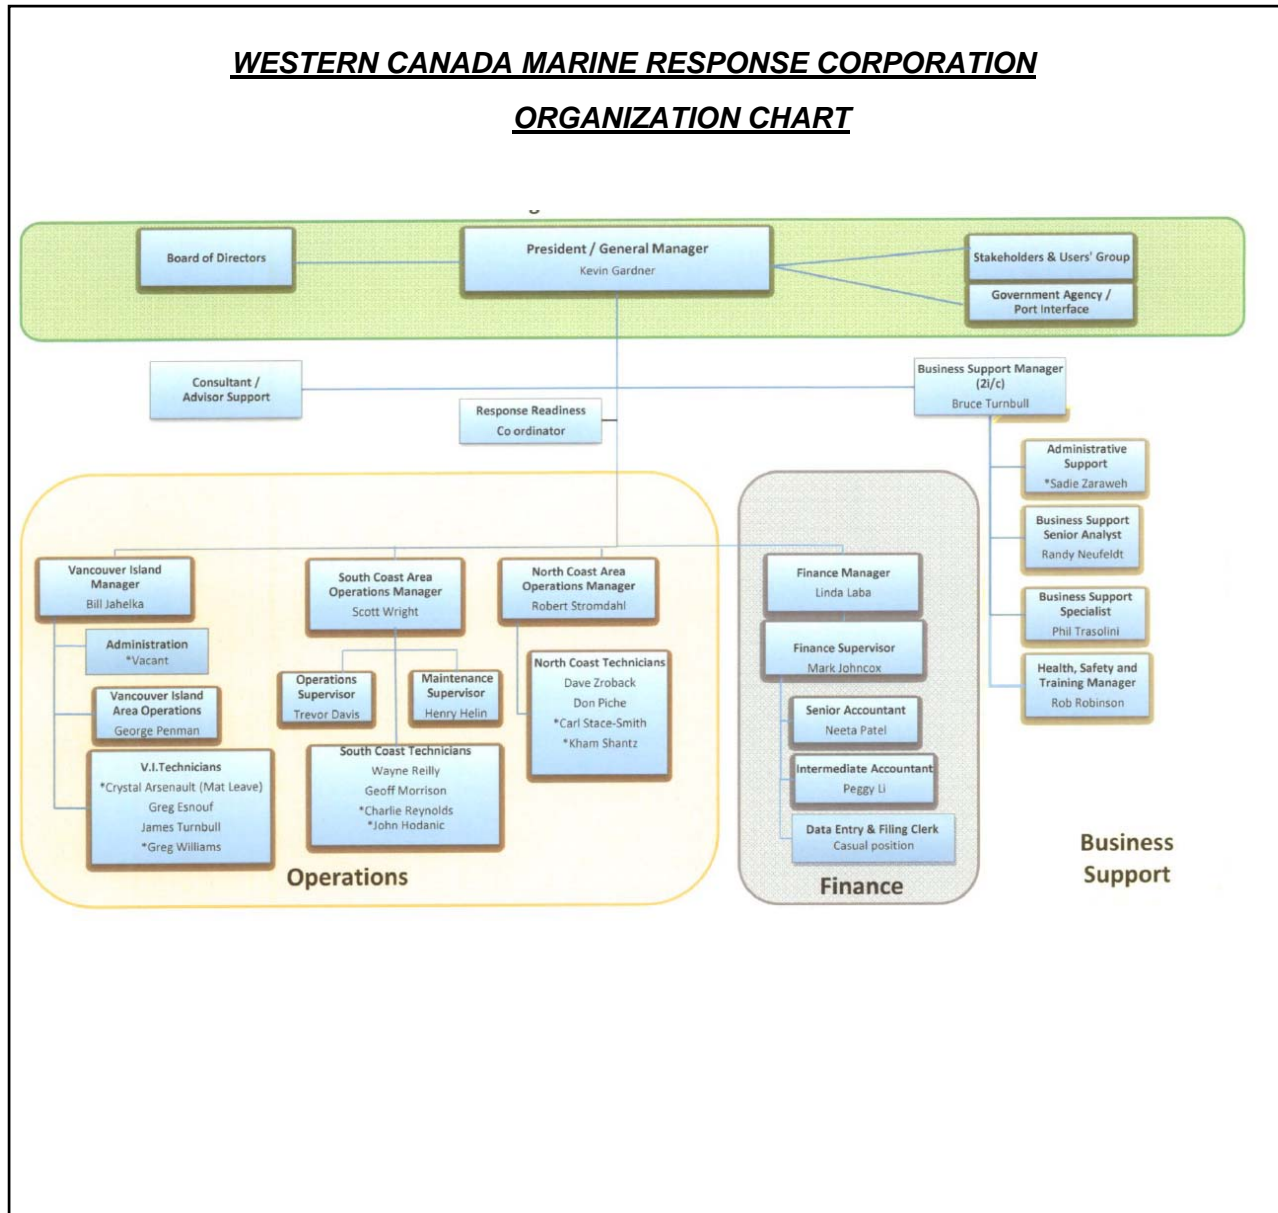 WESTERN CANADA MARINE RESPONSE CORPORATION
ORGANIZATION CHART
Board of Directors
President / General Manager
Kevin Gardner
Stakeholders & Users' Group
Government Agency /
Port Interface
Consultant /
Advisor Support
Response Readiness
Co ordinator
Business Support Manager
(2i/c)
Bruce Turnbull
Administrative
Support
*Sadie Zaraweh
Business Support
Senior Analyst
Randy Neufeldt
Business Support
Specialist
Phil Trasolini
Health, Safety and
Training Manager
Rob Robinson
Business
Support
Vancouver Island
Manager
Bill Jahelka
Administration
*Vacant
Vancouver Island
Area Operations
George Penman
V.I.Technicians
*Crystal Arsenault (Mat Leave)
Greg Esnouf
James Turnbull
*Greg Williams
South Coast Area
Operations Manager
Scott Wright
Operations
Supervisor
Trevor Davis
Maintenance
Supervisor
Henry Helin
South Coast Technicians
Wayne Reilly
Geoff Morrison
*Charlie Reynolds
*John Hodanic
North Coast Area
Operations Manager
Robert Stromdahl
North Coast Technicians
Dave Zroback
Don Piche
*Carl Stace-Smith
*Kham Shantz
Operations
Finance Manager
Linda Laba
Finance Supervisor
Mark Johncox
Senior Accountant
Neeta Patel
Intermediate Accountant
Peggy Li
Data Entry & Filing Clerk
Casual position
Finance